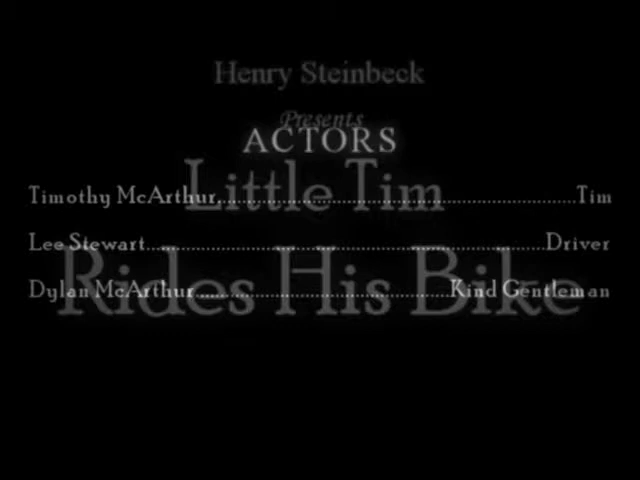 Henry Steinbeck
Presents
ACTORS
Little Tim
Timothy McArthur..................................................Tim
Lee Stewart..................................................Driver
Rides His Bike
Dylan McArthur..................................Kind Gentleman